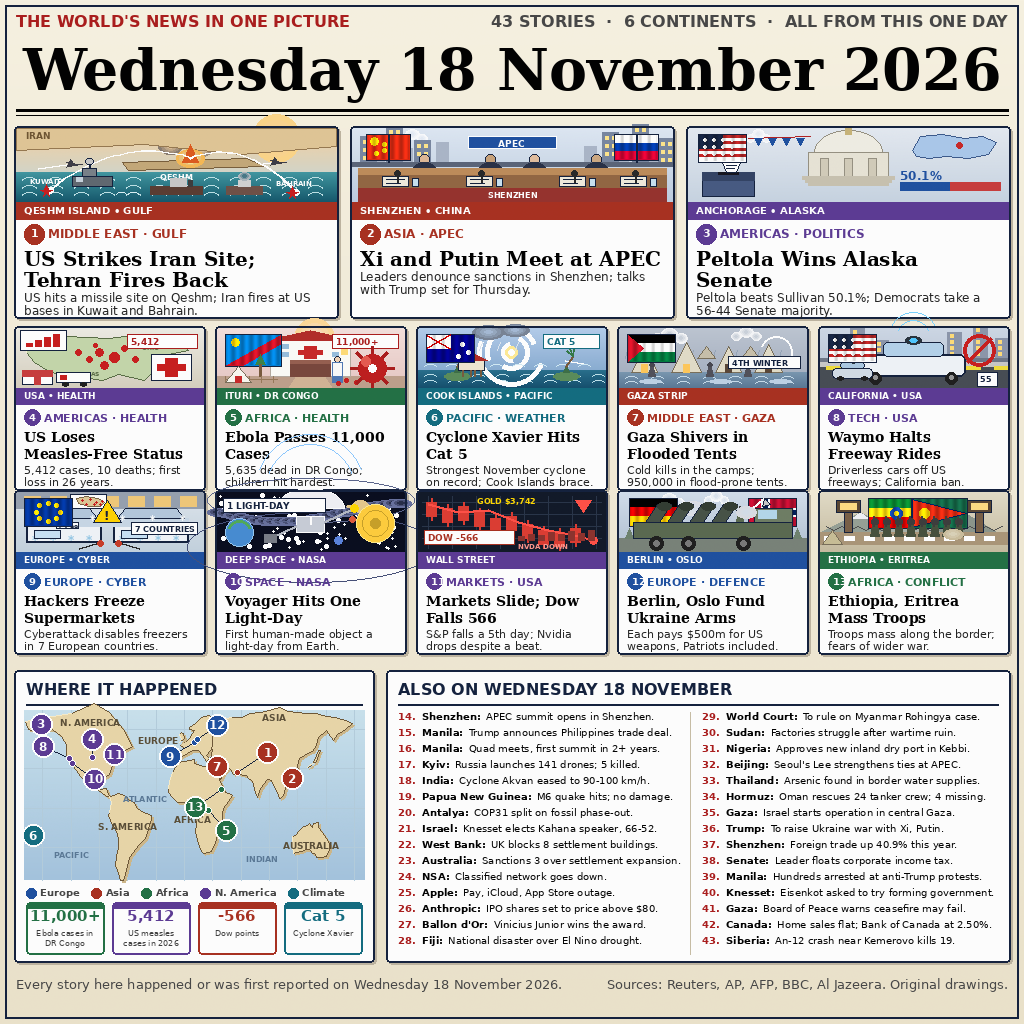 THE WORLD'S NEWS IN ONE PICTURE
43 STORIES · 6 CONTINENTS · ALL FROM THIS ONE DAY
Wednesday 18 November 2026
IRAN
KUWAIT
QESHM
BAHRAIN
QESHM ISLAND • GULF
1 MIDDLE EAST · GULF
US Strikes Iran Site;
Tehran Fires Back
US hits a missile site on Qeshm; Iran fires at US
bases in Kuwait and Bahrain.
APEC
SHENZHEN
SHENZHEN • CHINA
2 ASIA · APEC
Xi and Putin Meet at APEC
Leaders denounce sanctions in Shenzhen; talks
with Trump set for Thursday.
50.1%
ANCHORAGE • ALASKA
3 AMERICAS · POLITICS
Peltola Wins Alaska
Senate
Peltola beats Sullivan 50.1%; Democrats take a
56-44 Senate majority.
5,412
USA • HEALTH
4 AMERICAS · HEALTH
US Loses
Measles-Free Status
5,412 cases, 10 deaths; first
loss in 26 years.
11,000+
ITURI • DR CONGO
5 AFRICA · HEALTH
Ebola Passes 11,000
Cases
5,635 dead in DR Congo;
children hit hardest.
CAT 5
COOK ISLANDS • PACIFIC
6 PACIFIC · WEATHER
Cyclone Xavier Hits
Cat 5
Strongest November cyclone
on record; Cook Islands brace.
4TH WINTER
GAZA STRIP
7 MIDDLE EAST · GAZA
Gaza Shivers in
Flooded Tents
Cold kills in the camps;
950,000 in flood-prone tents.
55
CALIFORNIA • USA
8 TECH · USA
Waymo Halts
Freeway Rides
Driverless cars off US
freeways; California ban.
7 COUNTRIES
EUROPE • CYBER
9 EUROPE · CYBER
Hackers Freeze
Supermarkets
Cyberattack disables freezers
in 7 European countries.
1 LIGHT-DAY
DEEP SPACE • NASA
10 SPACE · NASA
Voyager Hits One
Light-Day
First human-made object a
light-day from Earth.
GOLD $3,742
DOW -566
NVDA DOWN
WALL STREET
11 MARKETS · USA
Markets Slide; Dow
Falls 566
S&P falls a 5th day; Nvidia
drops despite a beat.
BERLIN • OSLO
12 EUROPE · DEFENCE
Berlin, Oslo Fund
Ukraine Arms
Each pays $500m for US
weapons, Patriots included.
ETHIOPIA • ERITREA
13 AFRICA · CONFLICT
Ethiopia, Eritrea
Mass Troops
Troops mass along the border;
fears of wider war.
WHERE IT HAPPENED
N. AMERICA
EUROPE
ASIA
ATLANTIC
S. AMERICA
AFRICA
AUSTRALIA
PACIFIC
INDIAN
3
8
4
11
10
12
9
7
1
2
13
5
6
Europe
Asia
Africa
N. America
Climate
11,000+
Ebola cases in
DR Congo
5,412
US measles
cases in 2026
-566
Dow points
Cat 5
Cyclone Xavier
ALSO ON WEDNESDAY 18 NOVEMBER
14. Shenzhen: APEC summit opens in Shenzhen.
15. Manila: Trump announces Philippines trade deal.
16. Manila: Quad meets, first summit in 2+ years.
17. Kyiv: Russia launches 141 drones; 5 killed.
18. India: Cyclone Akvan eased to 90-100 km/h.
19. Papua New Guinea: M6 quake hits; no damage.
20. Antalya: COP31 split on fossil phase-out.
21. Israel: Knesset elects Kahana speaker, 66-52.
22. West Bank: UK blocks 8 settlement buildings.
23. Australia: Sanctions 3 over settlement expansion.
24. NSA: Classified network goes down.
25. Apple: Pay, iCloud, App Store outage.
26. Anthropic: IPO shares set to price above $80.
27. Ballon d'Or: Vinicius Junior wins the award.
28. Fiji: National disaster over El Nino drought.
29. World Court: To rule on Myanmar Rohingya case.
30. Sudan: Factories struggle after wartime ruin.
31. Nigeria: Approves new inland dry port in Kebbi.
32. Beijing: Seoul's Lee strengthens ties at APEC.
33. Thailand: Arsenic found in border water supplies.
34. Hormuz: Oman rescues 24 tanker crew; 4 missing.
35. Gaza: Israel starts operation in central Gaza.
36. Trump: To raise Ukraine war with Xi, Putin.
37. Shenzhen: Foreign trade up 40.9% this year.
38. Senate: Leader floats corporate income tax.
39. Manila: Hundreds arrested at anti-Trump protests.
40. Knesset: Eisenkot asked to try forming government.
41. Gaza: Board of Peace warns ceasefire may fail.
42. Canada: Home sales flat; Bank of Canada at 2.50%.
43. Siberia: An-12 crash near Kemerovo kills 19.
Every story here happened or was first reported on Wednesday 18 November 2026.
Sources: Reuters, AP, AFP, BBC, Al Jazeera. Original drawings.